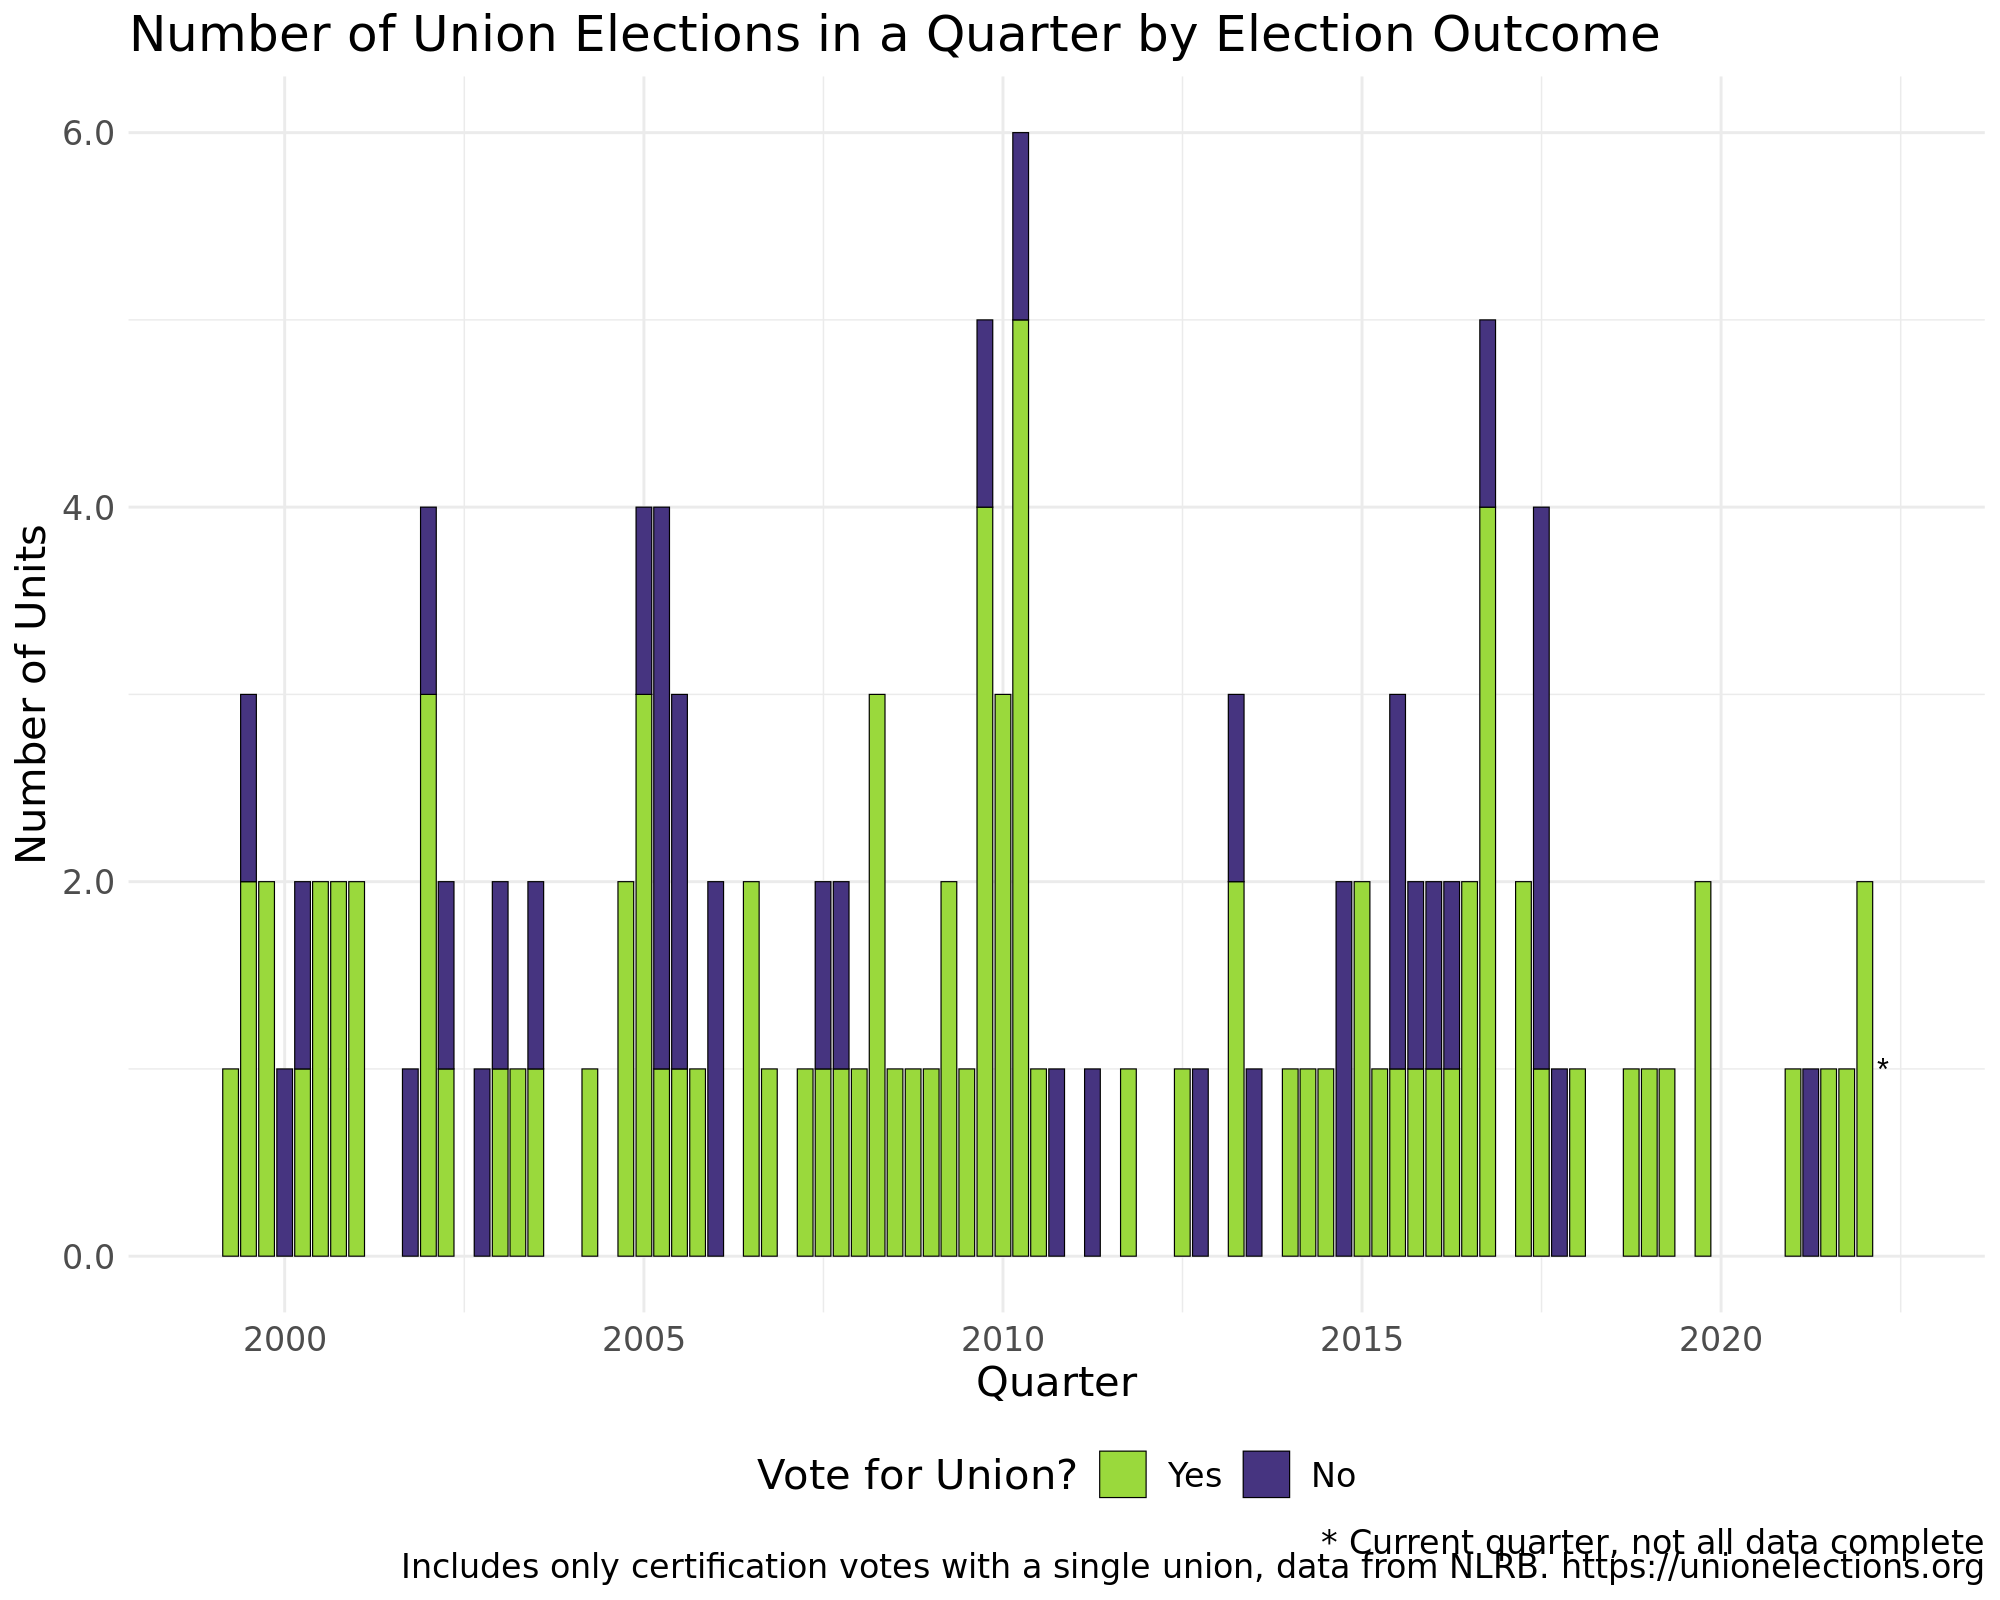 Number of Union Elections in a Quarter by Election Outcome
6.0
4.0
2.0
0.0
Number of Units
*
2000 2005 2010 2015 2020
Quarter
Vote for Union? Yes No
* Current quarter, not all data complete
Includes only certification votes with a single union, data from NLRB. https://unionelections.org